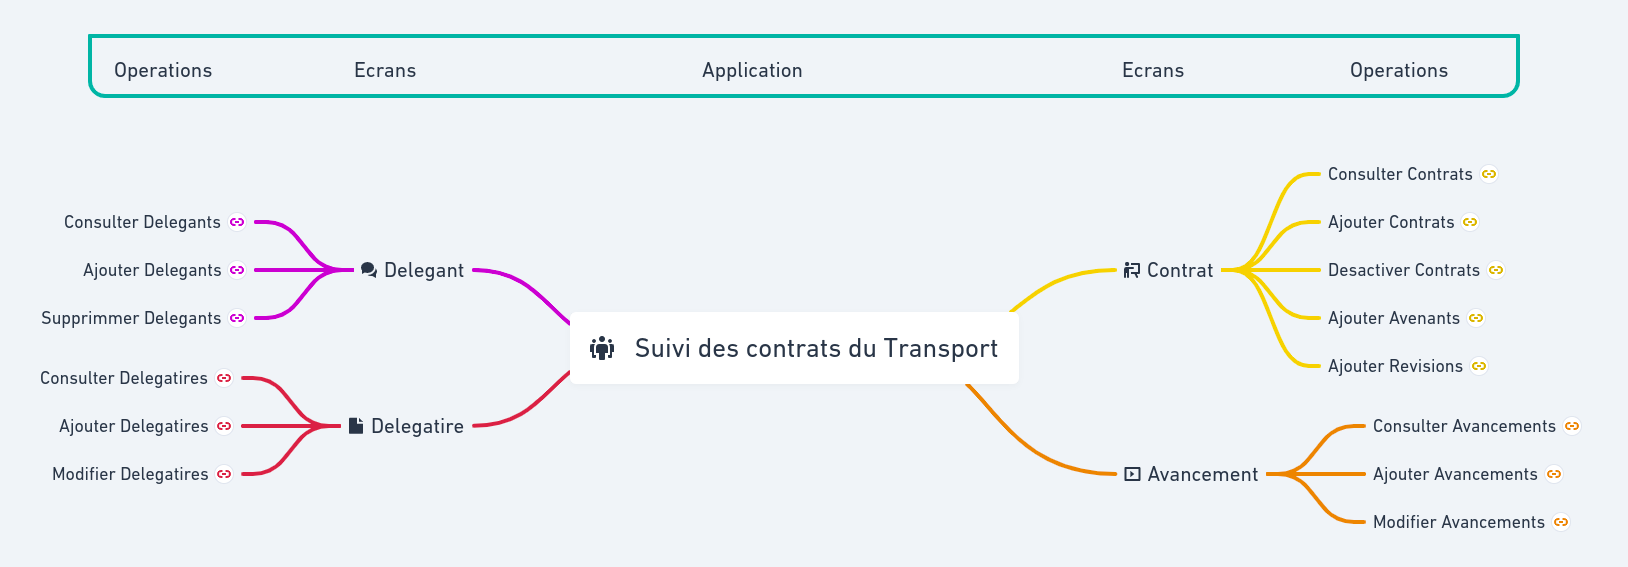 Operations
Ecrans
Application
Ecrans
Operations
Consulter Delegants
Ajouter Delegants
Supprimmer Delegants
Delegant
Consulter Delegatires
Ajouter Delegatires
Modifier Delegatires
Delegatire
Suivi des contrats du Transport
Contrat
Consulter Contrats
Ajouter Contrats
Desactiver Contrats
Ajouter Avenants
Ajouter Revisions
Avancement
Consulter Avancements
Ajouter Avancements
Modifier Avancements